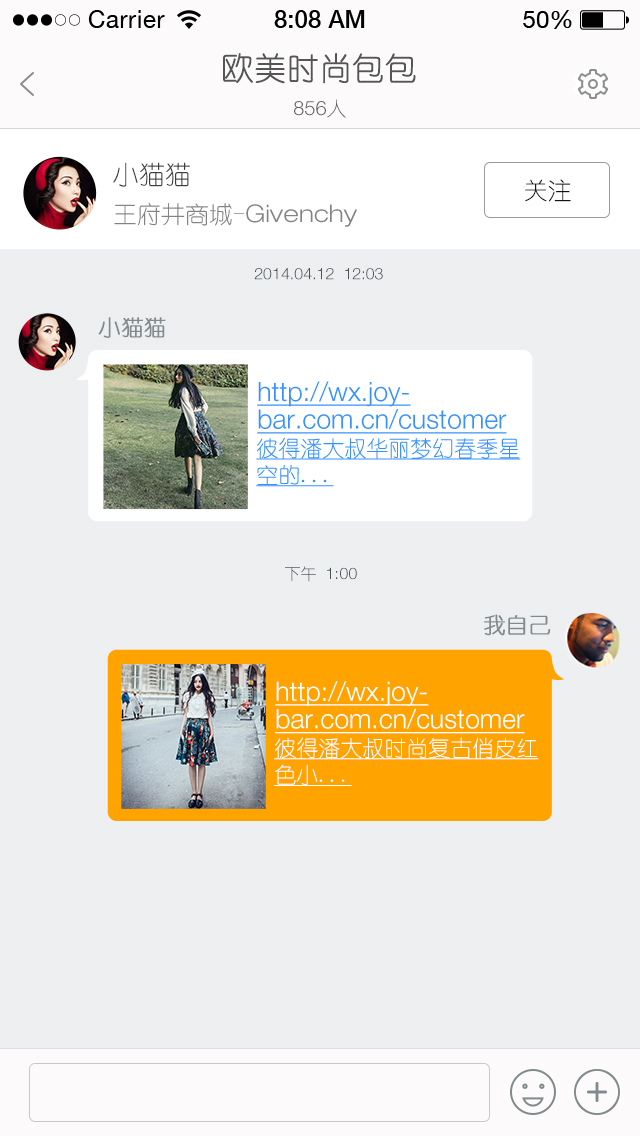 Carrier 8:08 AM 50%
欧美时尚包包
856人
小猫猫
王府井商城-Givenchy
关注
2014.04.12 12:03
小猫猫
http://wx.joy-
bar.com.cn/customer
彼得潘大叔华丽梦幻春季星
空的...
下午 1:00
我自己
http://wx.joy-
bar.com.cn/customer
彼得潘大叔时尚复古俏皮红
色小...